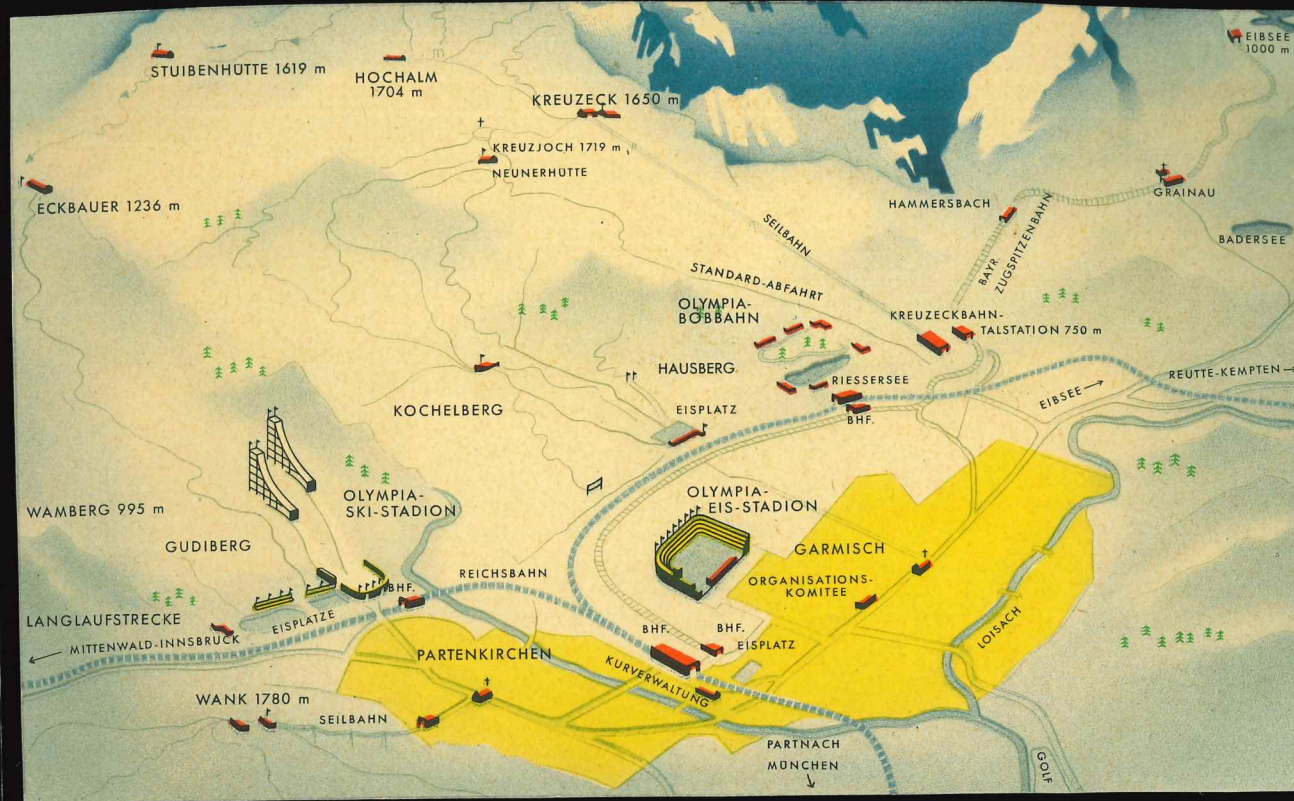 EIBSEE
1000 m
STUIBENHÜTTE 1619 m
HOCHALM
1704 m
KREUZECK 1650 m
KREUZJOCH 1719 m
NEUNERHÜTTE
ECKBAUER 1236 m
HAMMERSBACH
GRAINAU
BADERSEE
SEILBAHN
BAYR.
ZUGSPITZENBAHN
STANDARD-ABFAHRT
OLYMPIA-
BOBBAHN
KREUZECKBAHN-
TALSTATION 750 m
HAUSBERG
RIESSERSEE
REUTTE-KEMPTEN
EIBSEE
KOCHELBERG
EISPLATZ
BHF.
OLYMPIA-
SKI-STADION
OLYMPIA-
EIS-STADION
WAMBERG 995 m
GUDIBERG
GARMISCH
REICHSBAHN
ORGANISATIONS-
KOMITEE
BHF.
LANGLAUFSTRECKE
EISPLÄTZE
LOISACH
MITTENWALD-INNSBRUCK
BHF.
BHF.
EISPLATZ
PARTENKIRCHEN
KURVERWALTUNG
WANK 1780 m
SEILBAHN
PARTNACH
MÜNCHEN
GOLF